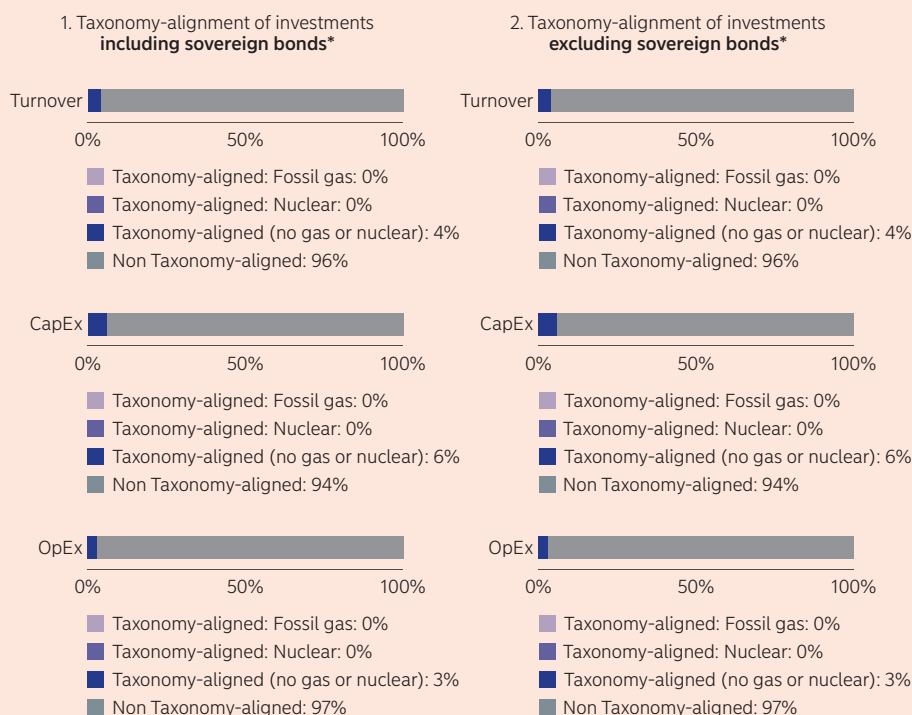 1. Taxonomy-alignment of investments
including sovereign bonds*
Turnover
0% 50% 100%
Taxonomy-aligned: Fossil gas: 0%
Taxonomy-aligned: Nuclear: 0%
Taxonomy-aligned (no gas or nuclear): 4%
Non Taxonomy-aligned: 96%
CapEx
0% 50% 100%
Taxonomy-aligned: Fossil gas: 0%
Taxonomy-aligned: Nuclear: 0%
Taxonomy-aligned (no gas or nuclear): 6%
Non Taxonomy-aligned: 94%
OpEx
0% 50% 100%
Taxonomy-aligned: Fossil gas: 0%
Taxonomy-aligned: Nuclear: 0%
Taxonomy-aligned (no gas or nuclear): 3%
Non Taxonomy-aligned: 97%
2. Taxonomy-alignment of investments
excluding sovereign bonds*
Turnover
0% 50% 100%
Taxonomy-aligned: Fossil gas: 0%
Taxonomy-aligned: Nuclear: 0%
Taxonomy-aligned (no gas or nuclear): 4%
Non Taxonomy-aligned: 96%
CapEx
0% 50% 100%
Taxonomy-aligned: Fossil gas: 0%
Taxonomy-aligned: Nuclear: 0%
Taxonomy-aligned (no gas or nuclear): 6%
Non Taxonomy-aligned: 94%
OpEx
0% 50% 100%
Taxonomy-aligned: Fossil gas: 0%
Taxonomy-aligned: Nuclear: 0%
Taxonomy-aligned (no gas or nuclear): 3%
Non Taxonomy-aligned: 97%